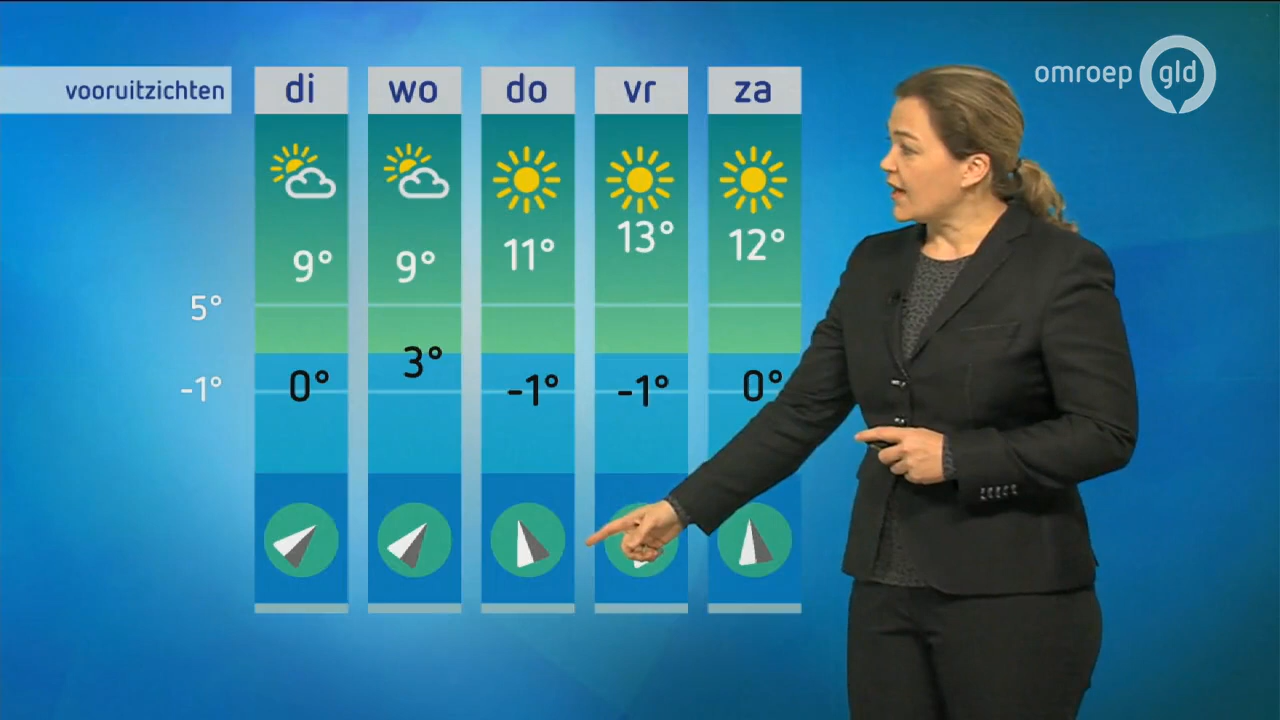 omroep gld
vooruitzichten di wo do vr za
9° 9° 11° 13° 12°
5°
0° 3° -1° -1° 0°
-1°